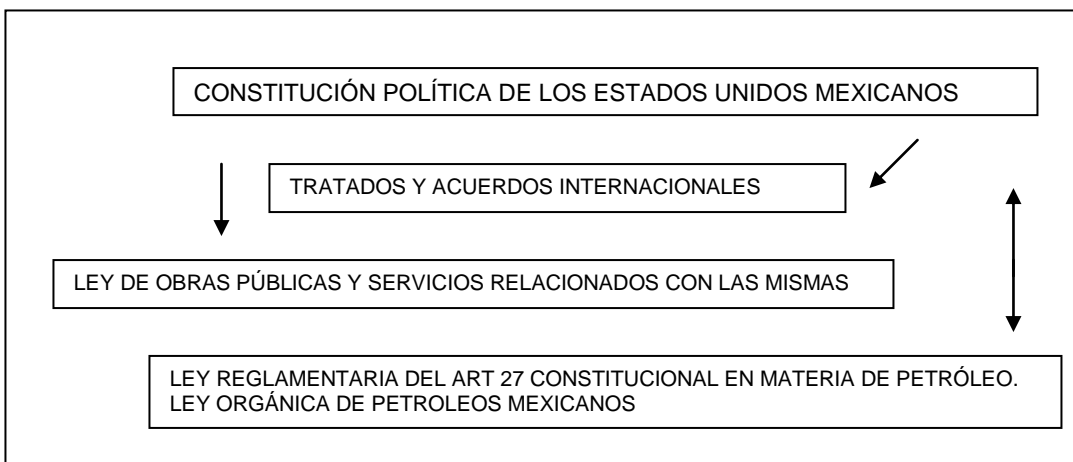 CONSTITUCIÓN POLÍTICA DE LOS ESTADOS UNIDOS MEXICANOS
TRATADOS Y ACUERDOS INTERNACIONALES
LEY DE OBRAS PÚBLICAS Y SERVICIOS RELACIONADOS CON LAS MISMAS
LEY REGLAMENTARIA DEL ART 27 CONSTITUCIONAL EN MATERIA DE PETRÓLEO.
LEY ORGÁNICA DE PETROLEOS MEXICANOS